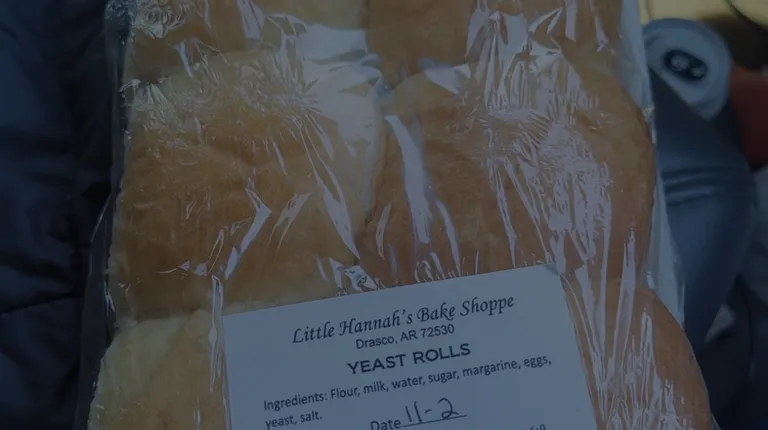 Little Hannah's Bake Shoppe
Drasco, AR 72530
YEAST ROLLS
Ingredients: Flour, milk, water, sugar, margarine, eggs,
yeast, salt.
Date 11-2